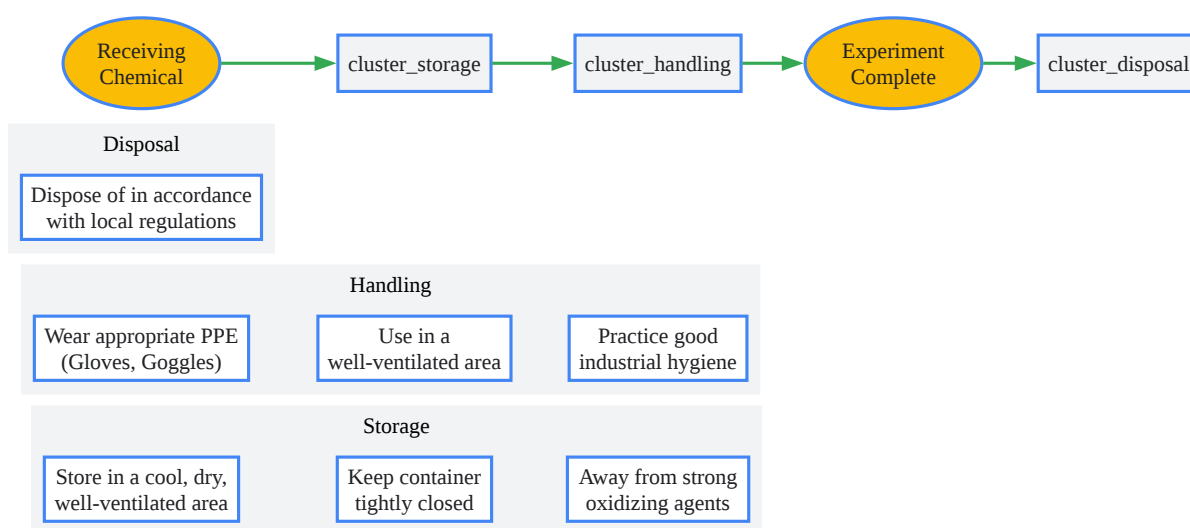 Receiving
Chemical
cluster_storage
cluster_handling
Experiment
Complete
cluster_disposal
Disposal
Dispose of in accordance
with local regulations
Handling
Wear appropriate PPE
(Gloves, Goggles)
Use in a
well-ventilated area
Practice good
industrial hygiene
Storage
Store in a cool, dry,
well-ventilated area
Keep container
tightly closed
Away from strong
oxidizing agents